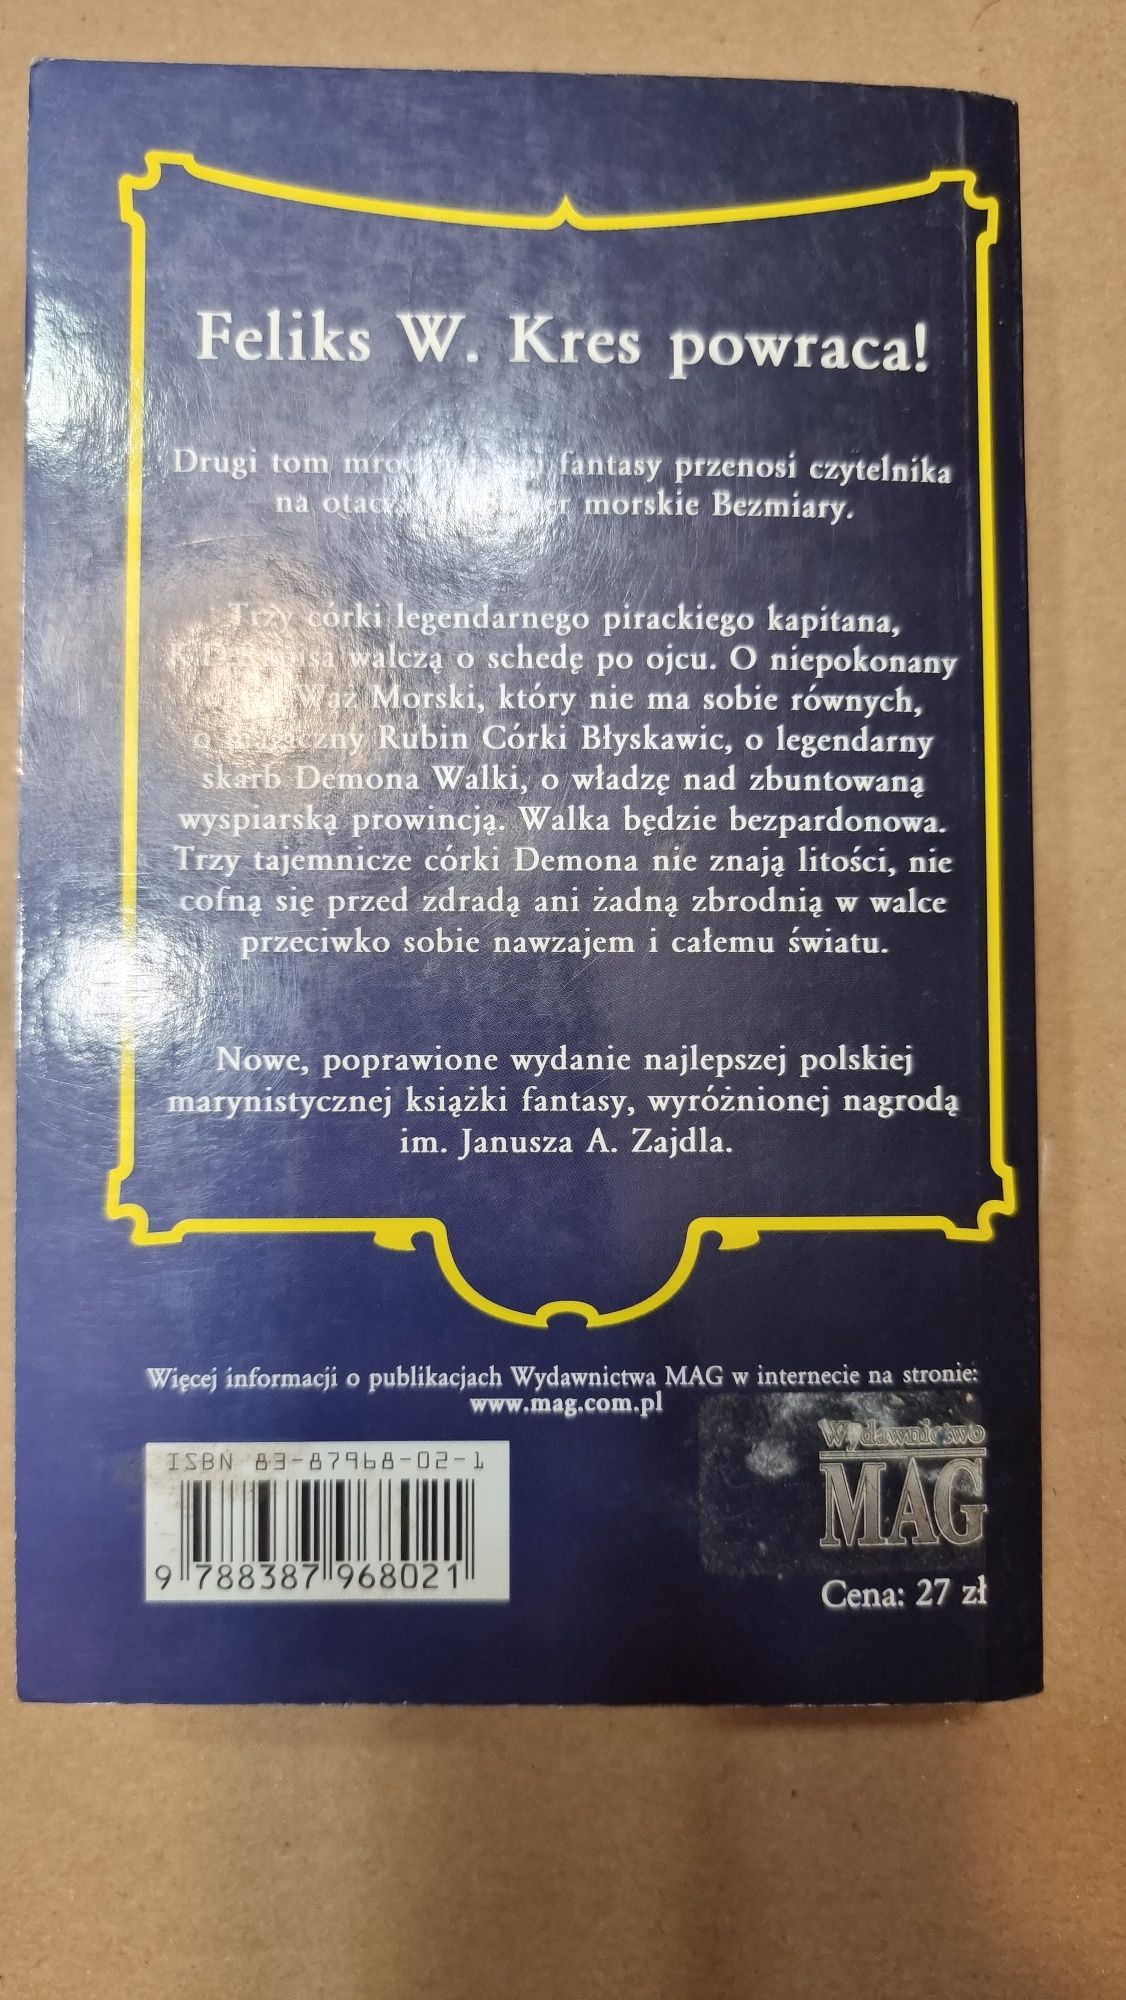 Feliks W. Kres powraca!
Drugi tom fantasy przenosi czytelnika
na morskie Bezmiary.
Trzy córki legendarnego pirackiego kapitana,
walczą o schedę po ojcu. O niepokonany
Wąż Morski, który nie ma sobie równych,
o magiczny Rubin Córki Błyskawic, o legendarny
skarb Demona Walki, o władzę nad zbuntowaną
wyspiarską prowincją. Walka będzie bezpardonowa.
Trzy tajemnicze córki Demona nie znają litości, nie
cofną się przed zdradą ani żadną zbrodnią w walce
przeciwko sobie nawzajem i całemu światu.
Nowe, poprawione wydanie najlepszej polskiej
marynistycznej książki fantasy, wyróżnionej nagrodą
im. Janusza A. Zajdla.
Więcej informacji o publikacjach Wydawnictwa MAG w internecie na stronie:
www.mag.com.pl
ISBN 83-87968-02-1
9 788387 968021
Wydawnictwo
MAG
Cena: 27 zł